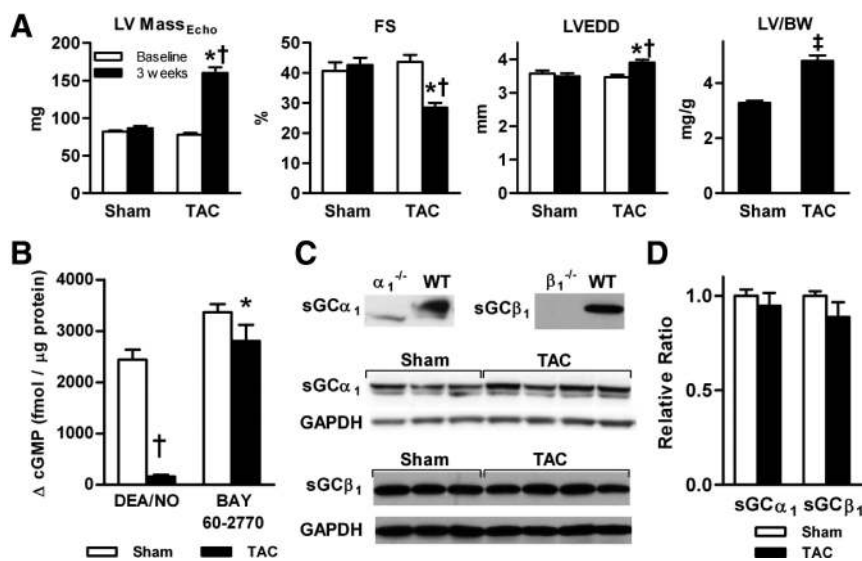 A
LV Mass Echo
FS
LVEDD
LV/BW
Baseline
3 weeks
*†
*†
*†
‡
mg
200
150
100
50
0
%
50
40
30
20
10
0
mm
4
3
2
1
0
mg/g
6
4
2
0
Sham TAC
Sham TAC
Sham TAC
Sham TAC
B
Δ cGMP (fmol / µg protein)
4000
3000
2000
1000
0
†
*
DEA/NO BAY 60-2770
Sham TAC
C
α1-/- WT
sGCα1
β1-/- WT
sGCβ1
Sham TAC
sGCα1
GAPDH
Sham TAC
sGCβ1
GAPDH
D
Relative Ratio
1.0
0.5
0
sGCα1 sGCβ1
Sham
TAC